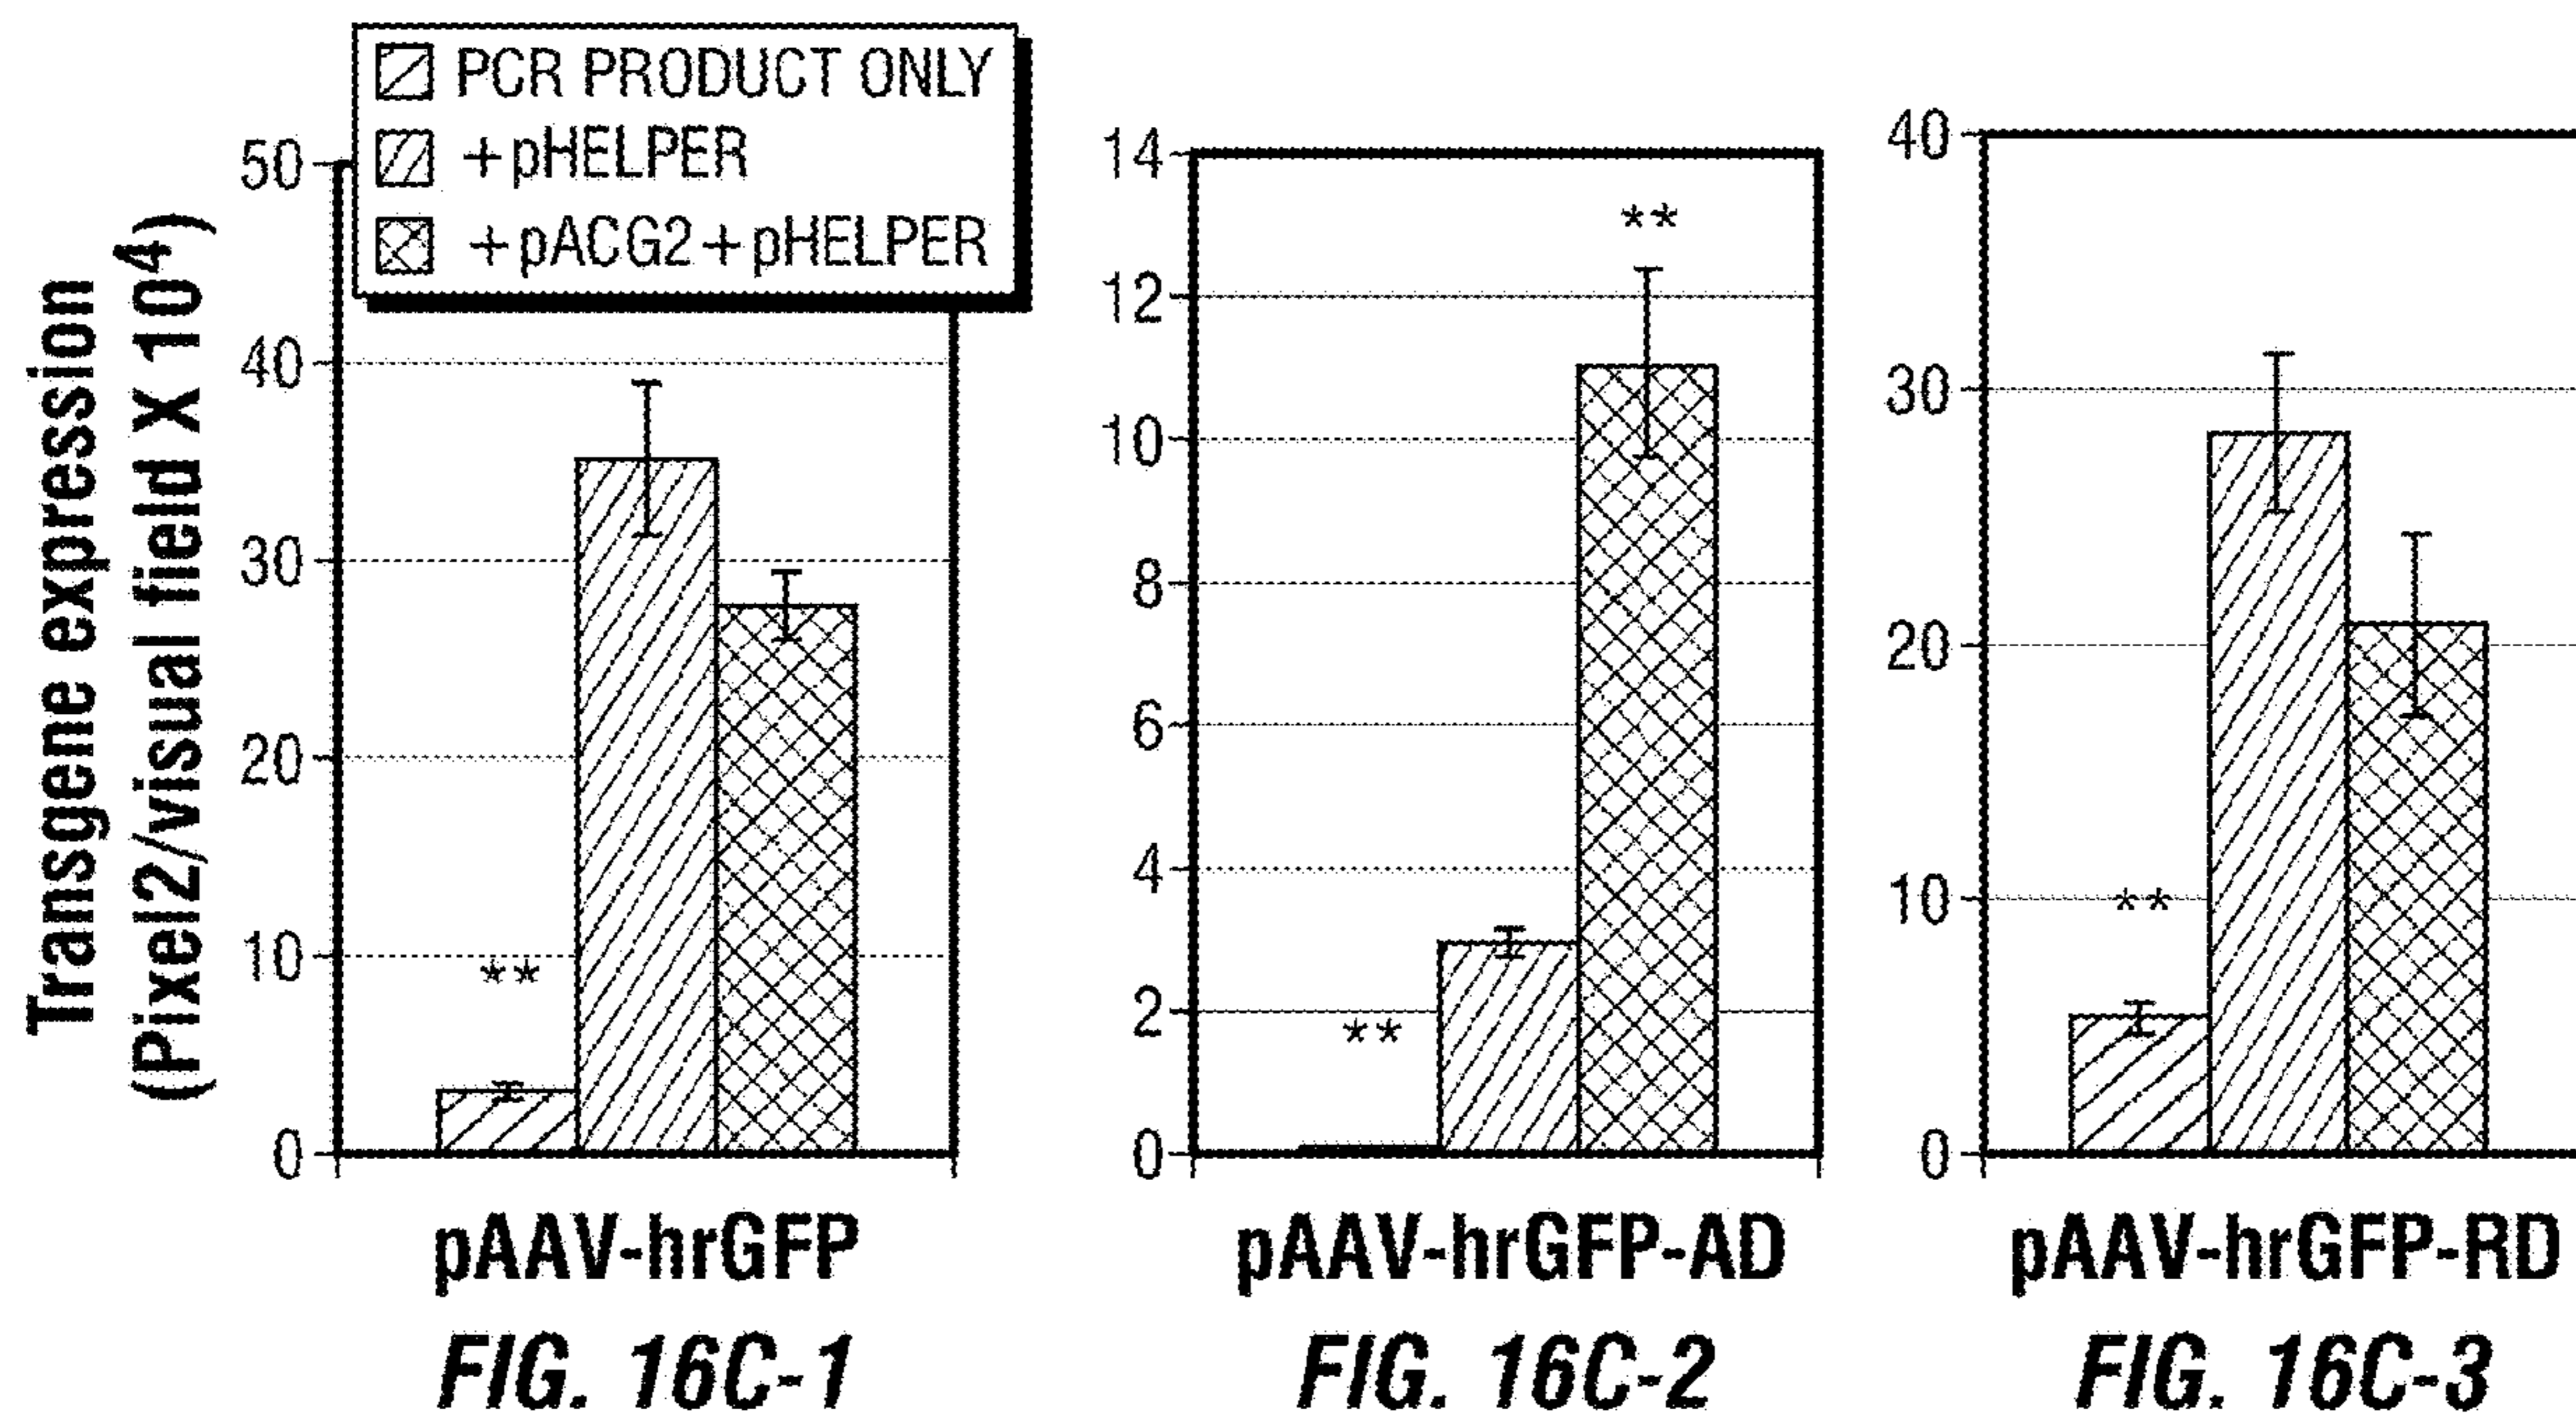 PCR PRODUCT ONLY
+pHELPER
+pACG2+pHELPER
Transgene expression
(Pixel2/visual field X 10⁴)
50
40
30
20
10
0
**
pAAV-hrGFP
FIG. 16C-1
14
12
10
8
6
4
2
0
**
**
pAAV-hrGFP-AD
FIG. 16C-2
40
30
20
10
0
**
pAAV-hrGFP-RD
FIG. 16C-3